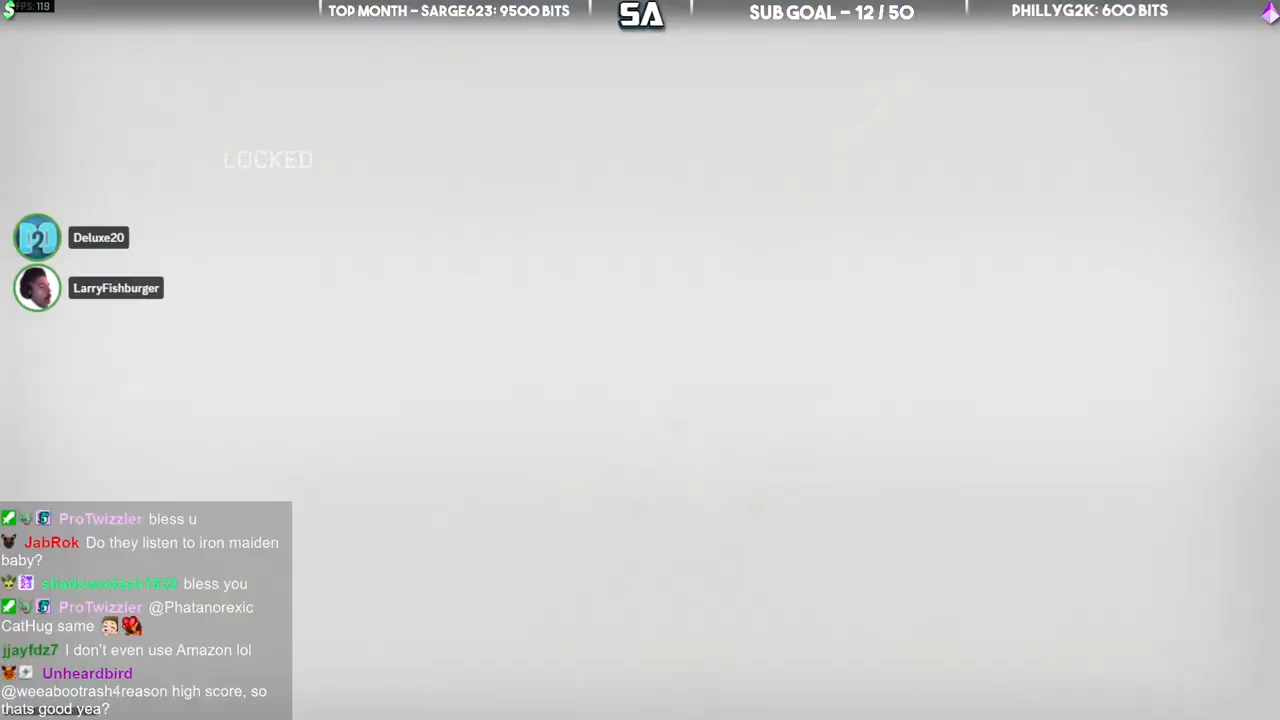 FPS: 119
TOP MONTH - SARGE623: 9500 BITS
SA
SUB GOAL - 12 / 50
PHILLYG2K: 600 BITS
LOCKED
Deluxe20
LarryFishburger
ProTwizzler bless u
JabRok Do they listen to iron maiden
baby?
shadowsdash1630 bless you
ProTwizzler @Phatanorexic
CatHug same
jjayfdz7 I don't even use Amazon lol
Unheardbird
@weeabootrash4reason high score, so
thats good yea?